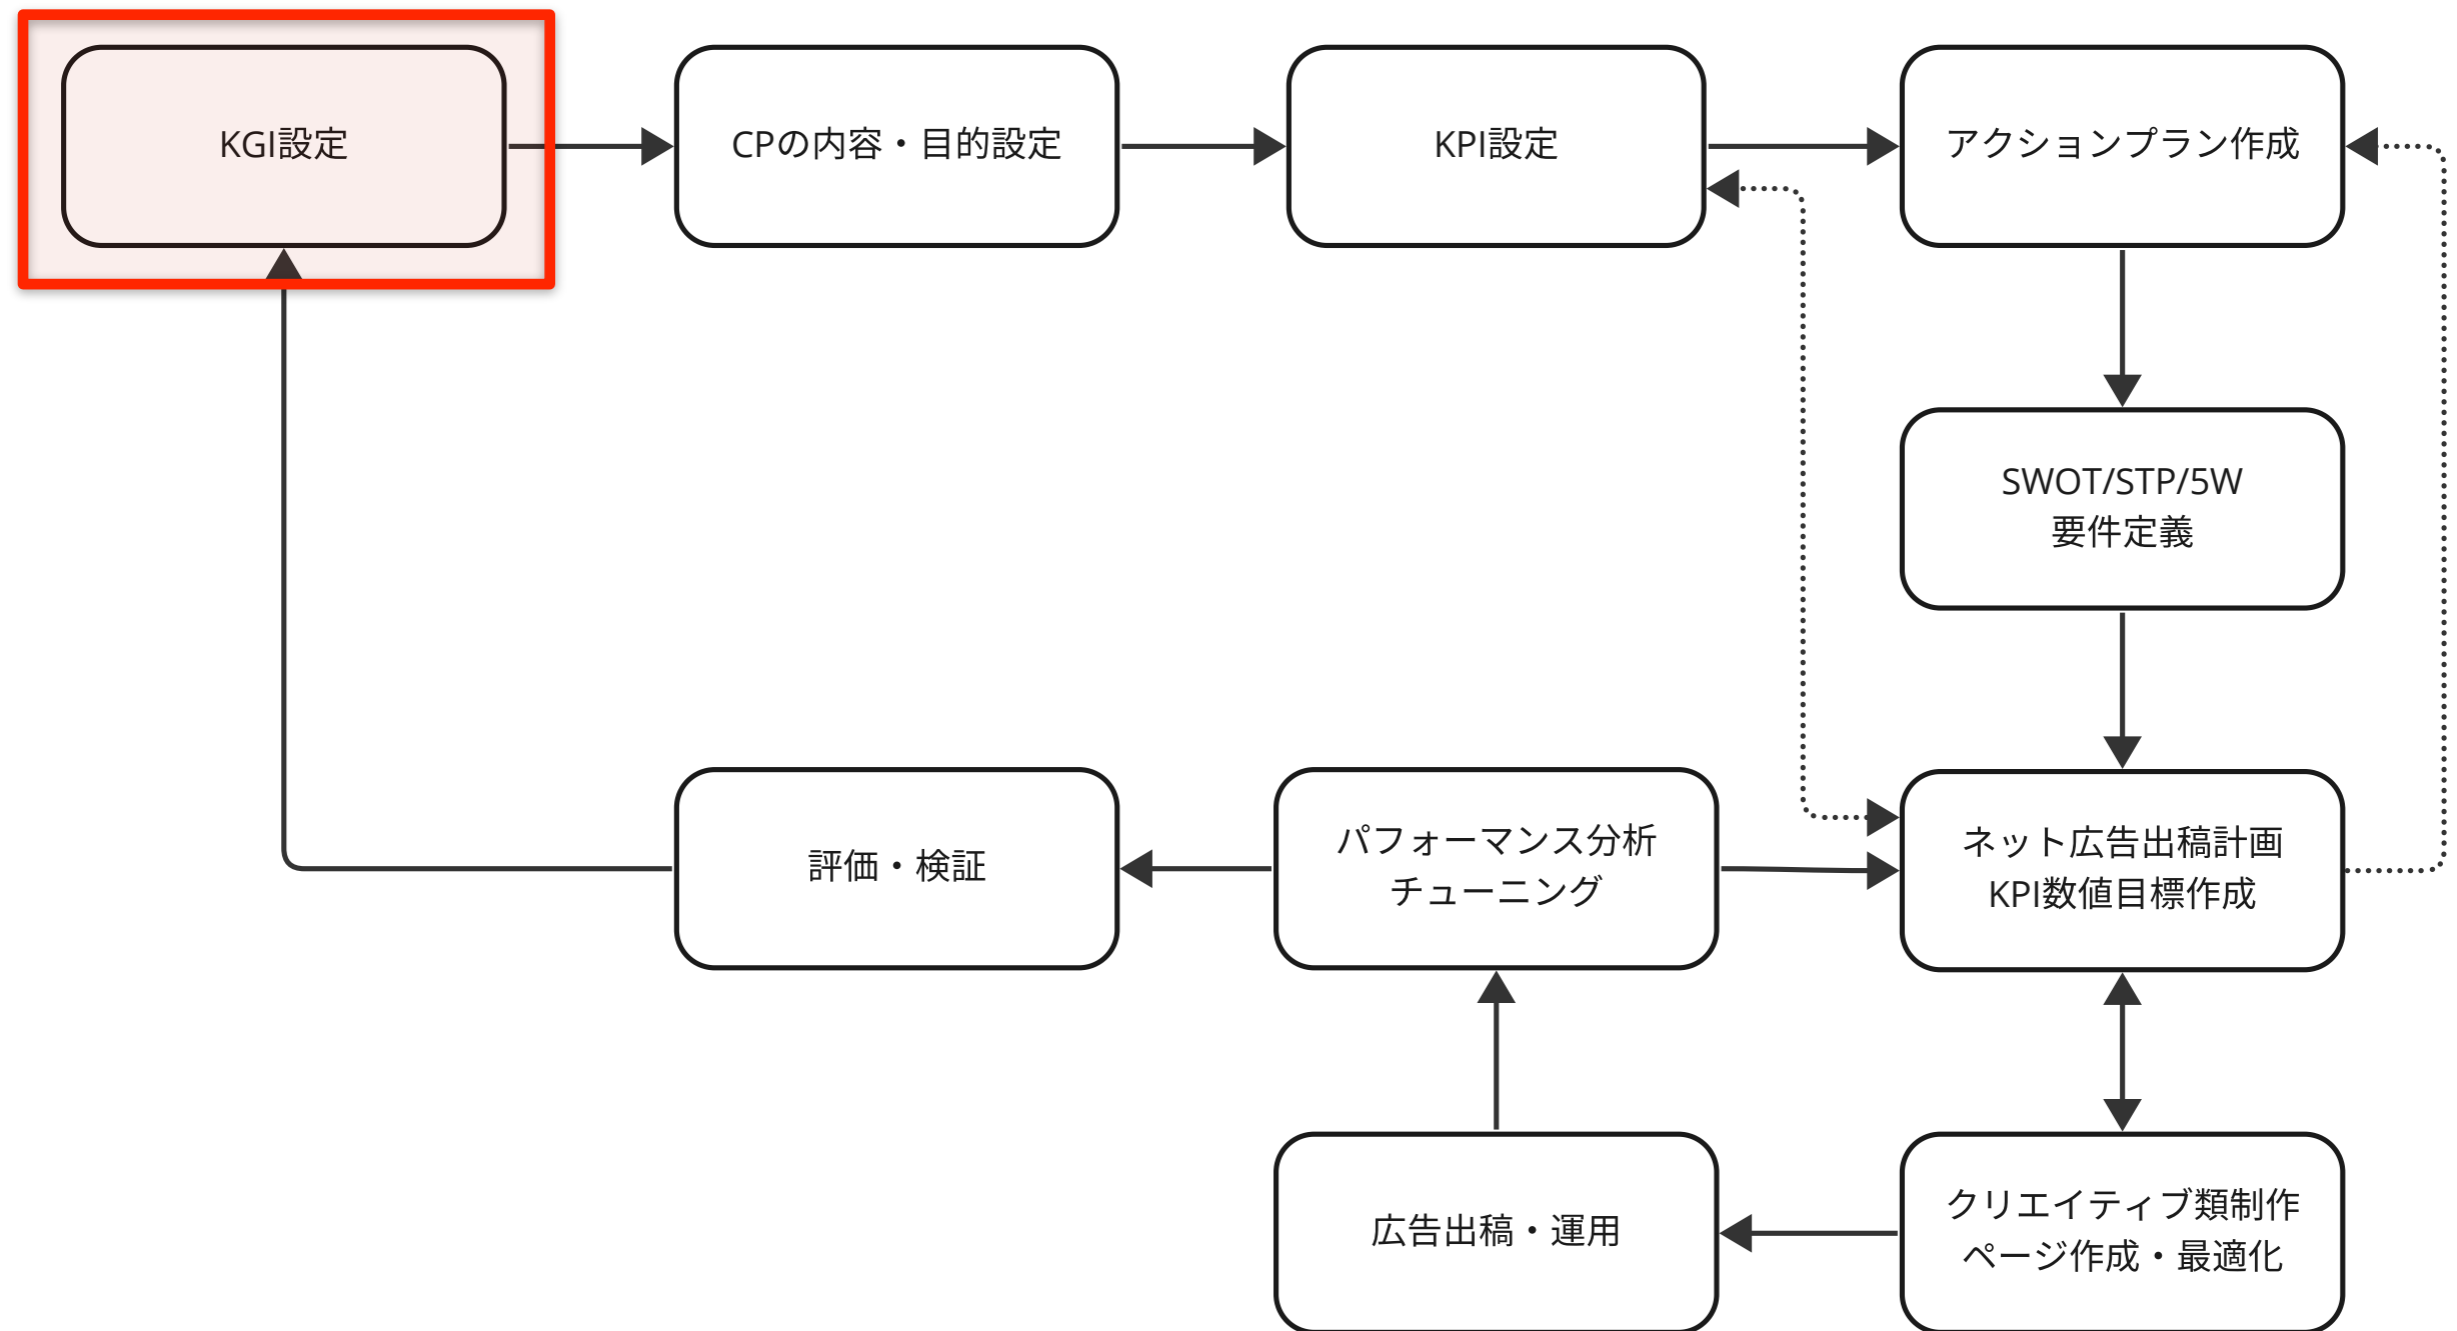 KGI設定
CPの内容・目的設定
KPI設定
アクションプラン作成
SWOT/STP/5W
要件定義
評価・検証
パフォーマンス分析
チューニング
ネット広告出稿計画
KPI数値目標作成
広告出稿・運用
クリエイティブ類制作
ページ作成・最適化